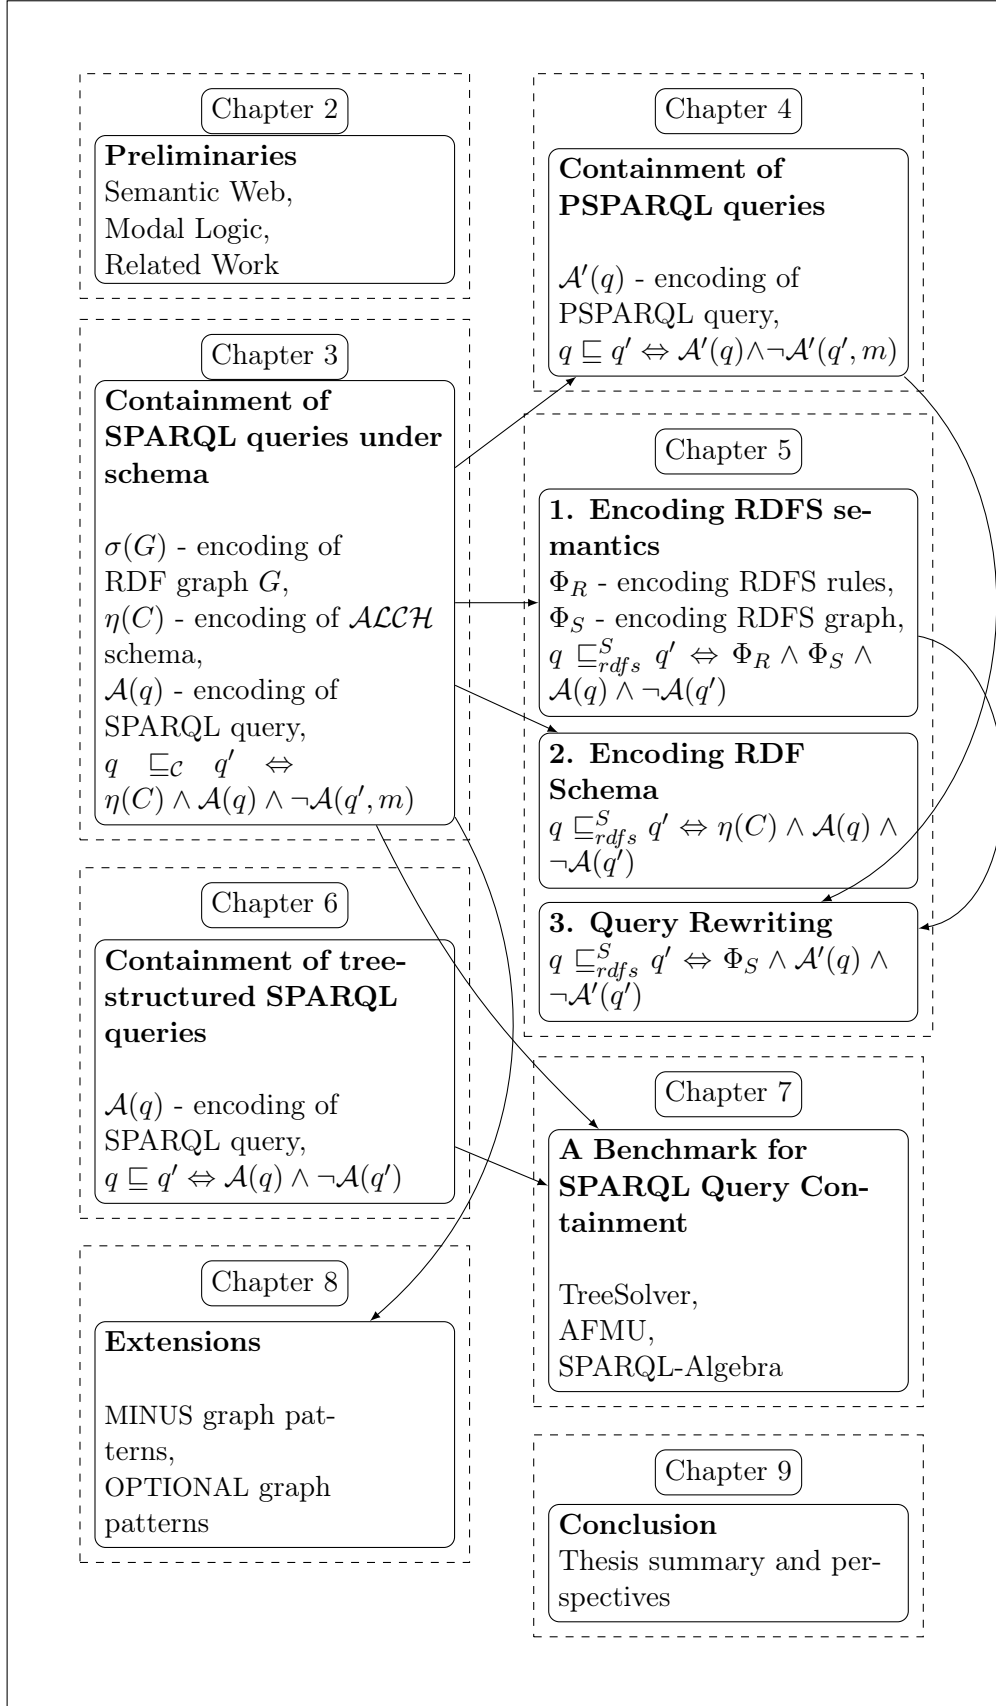 Chapter 2
Preliminaries
Semantic Web,
Modal Logic,
Related Work
Chapter 3
Containment of
SPARQL queries under
schema
σ(G) - encoding of
RDF graph G,
η(C) - encoding of 𝒜ℒ𝒞ℋ
schema,
𝒜(q) - encoding of
SPARQL query,
q ⊑_𝒞 q′ ⇔
η(C) ∧ 𝒜(q) ∧ ¬𝒜(q′, m)
Chapter 6
Containment of tree-
structured SPARQL
queries
𝒜(q) - encoding of
SPARQL query,
q ⊑ q′ ⇔ 𝒜(q) ∧ ¬𝒜(q′)
Chapter 8
Extensions
MINUS graph pat-
terns,
OPTIONAL graph
patterns
Chapter 4
Containment of
PSPARQL queries
𝒜′(q) - encoding of
PSPARQL query,
q ⊑ q′ ⇔ 𝒜′(q)∧¬𝒜′(q′, m)
Chapter 5
1. Encoding RDFS se-
mantics
Φ_R - encoding RDFS rules,
Φ_S - encoding RDFS graph,
q ⊑^S_rdfs q′ ⇔ Φ_R ∧ Φ_S ∧
𝒜(q) ∧ ¬𝒜(q′)
2. Encoding RDF
Schema
q ⊑^S_rdfs q′ ⇔ η(C) ∧ 𝒜(q) ∧
¬𝒜(q′)
3. Query Rewriting
q ⊑^S_rdfs q′ ⇔ Φ_S ∧ 𝒜′(q) ∧
¬𝒜′(q′)
Chapter 7
A Benchmark for
SPARQL Query Con-
tainment
TreeSolver,
AFMU,
SPARQL-Algebra
Chapter 9
Conclusion
Thesis summary and per-
spectives